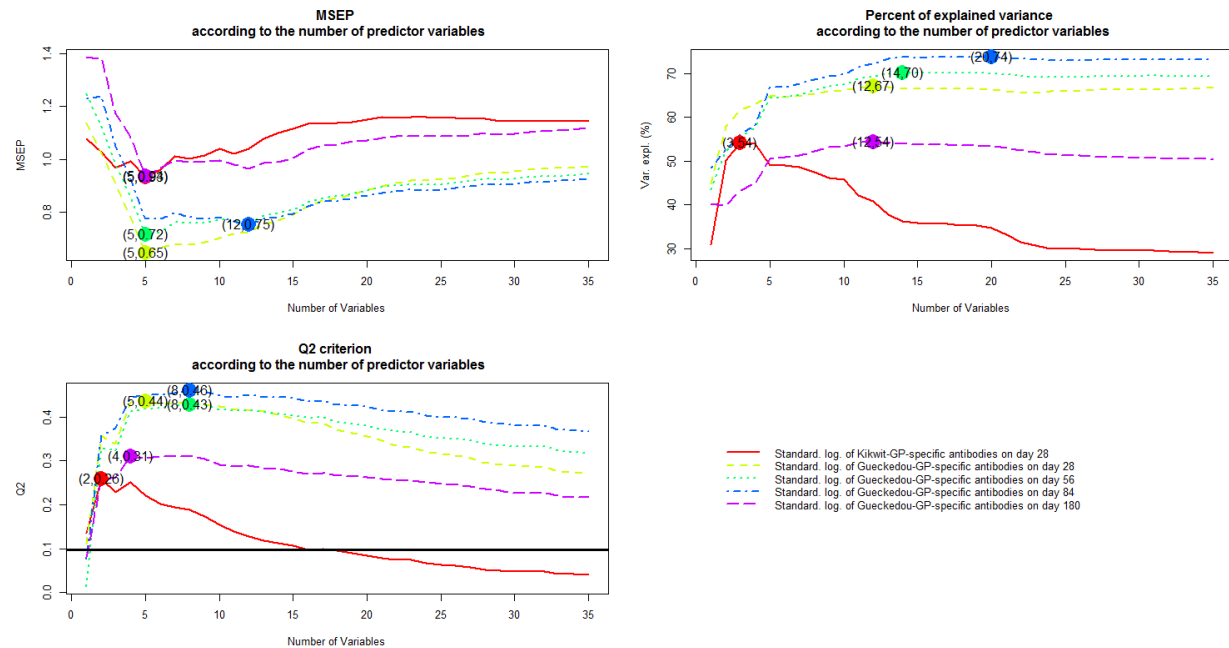 MSEP
according to the number of predictor variables
MSEP
1.4
1.2
1.0
0.8
(5,0.72)
(5,0.65)
(12,0.75)
0 5 10 15 20 25 30 35
Number of Variables
Percent of explained variance
according to the number of predictor variables
Var. expl. (%)
70
60
50
40
30
(3,54)
(12,67)
(14,70)
(20,74)
(12,54)
0 5 10 15 20 25 30 35
Number of Variables
Q2 criterion
according to the number of predictor variables
Q2
0.4
0.3
0.2
0.1
0.0
(2,0.26)
(4,0.31)
(5,0.44)
(8,0.46)
(8,0.43)
0 5 10 15 20 25 30 35
Number of Variables
Standard. log. of Kikwit-GP-specific antibodies on day 28
Standard. log. of Gueckedou-GP-specific antibodies on day 28
Standard. log. of Gueckedou-GP-specific antibodies on day 56
Standard. log. of Gueckedou-GP-specific antibodies on day 84
Standard. log. of Gueckedou-GP-specific antibodies on day 180